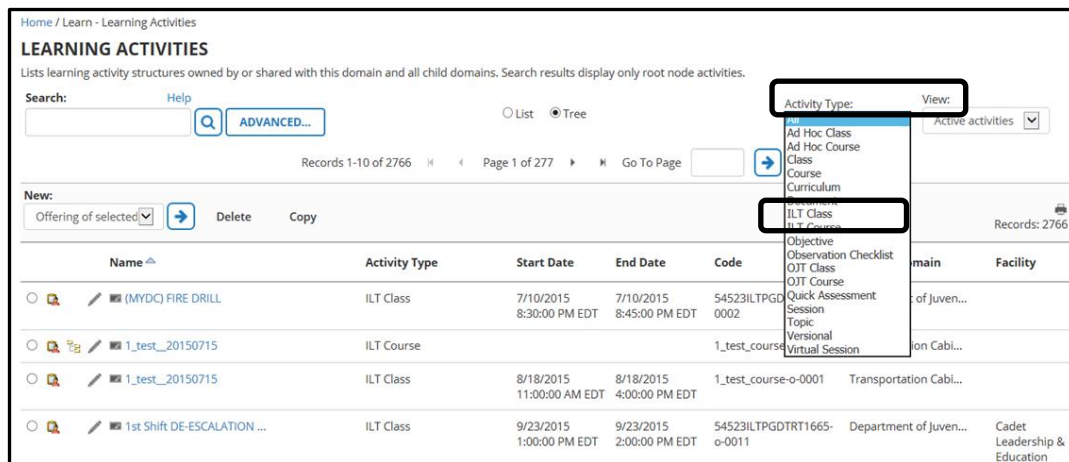 Home / Learn - Learning Activities
LEARNING ACTIVITIES
Lists learning activity structures owned by or shared with this domain and all child domains. Search results display only root node activities.
Search: Help
ADVANCED...
List Tree
Activity Type: View:
All
Active activities
Ad Hoc Class
Ad Hoc Course
Class
Course
Curriculum
Document
ILT Class
ILT Course
Objective
Observation Checklist
OJT Class
OJT Course
Quick Assessment
Session
Topic
Versional
Virtual Session
Records 1-10 of 2766 Page 1 of 277 Go To Page
New:
Offering of selected Delete Copy Records: 2766
Name Activity Type Start Date End Date Code main Facility
(MYDC) FIRE DRILL ILT Class 7/10/2015 7/10/2015 54523ILTPGD t of Juven...
8:30:00 PM EDT 8:45:00 PM EDT 0002
1_test__20150715 ILT Course 1_test_course ion Cabi...
1_test__20150715 ILT Class 8/18/2015 8/18/2015 1_test_course-o-0001 Transportation Cabi...
11:00:00 AM EDT 4:00:00 PM EDT
1st Shift DE-ESCALATION ... ILT Class 9/23/2015 9/23/2015 54523ILTPGDTRT1665- Department of Juven... Cadet
1:00:00 PM EDT 2:00:00 PM EDT o-0011 Leadership &
Education